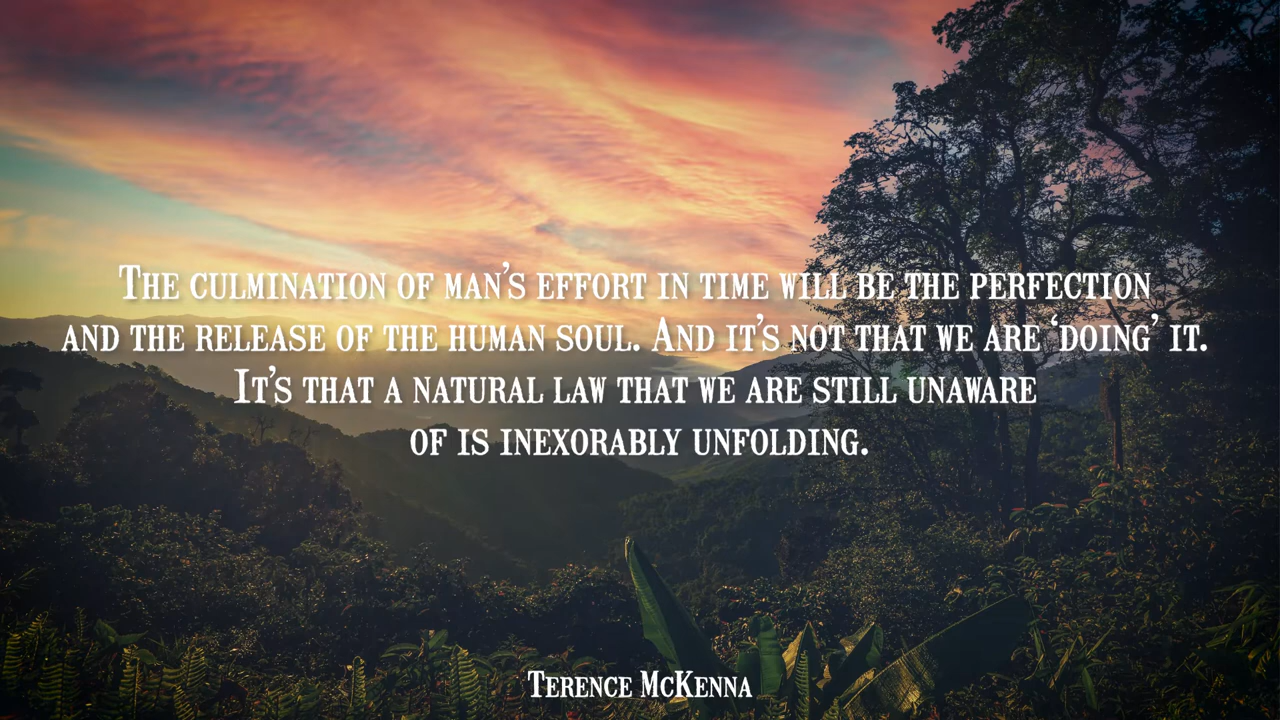 The culmination of man’s effort in time will be the perfection
and the release of the human soul. And it’s not that we are ‘doing’ it.
It’s that a natural law that we are still unaware
of is inexorably unfolding.
Terence McKenna